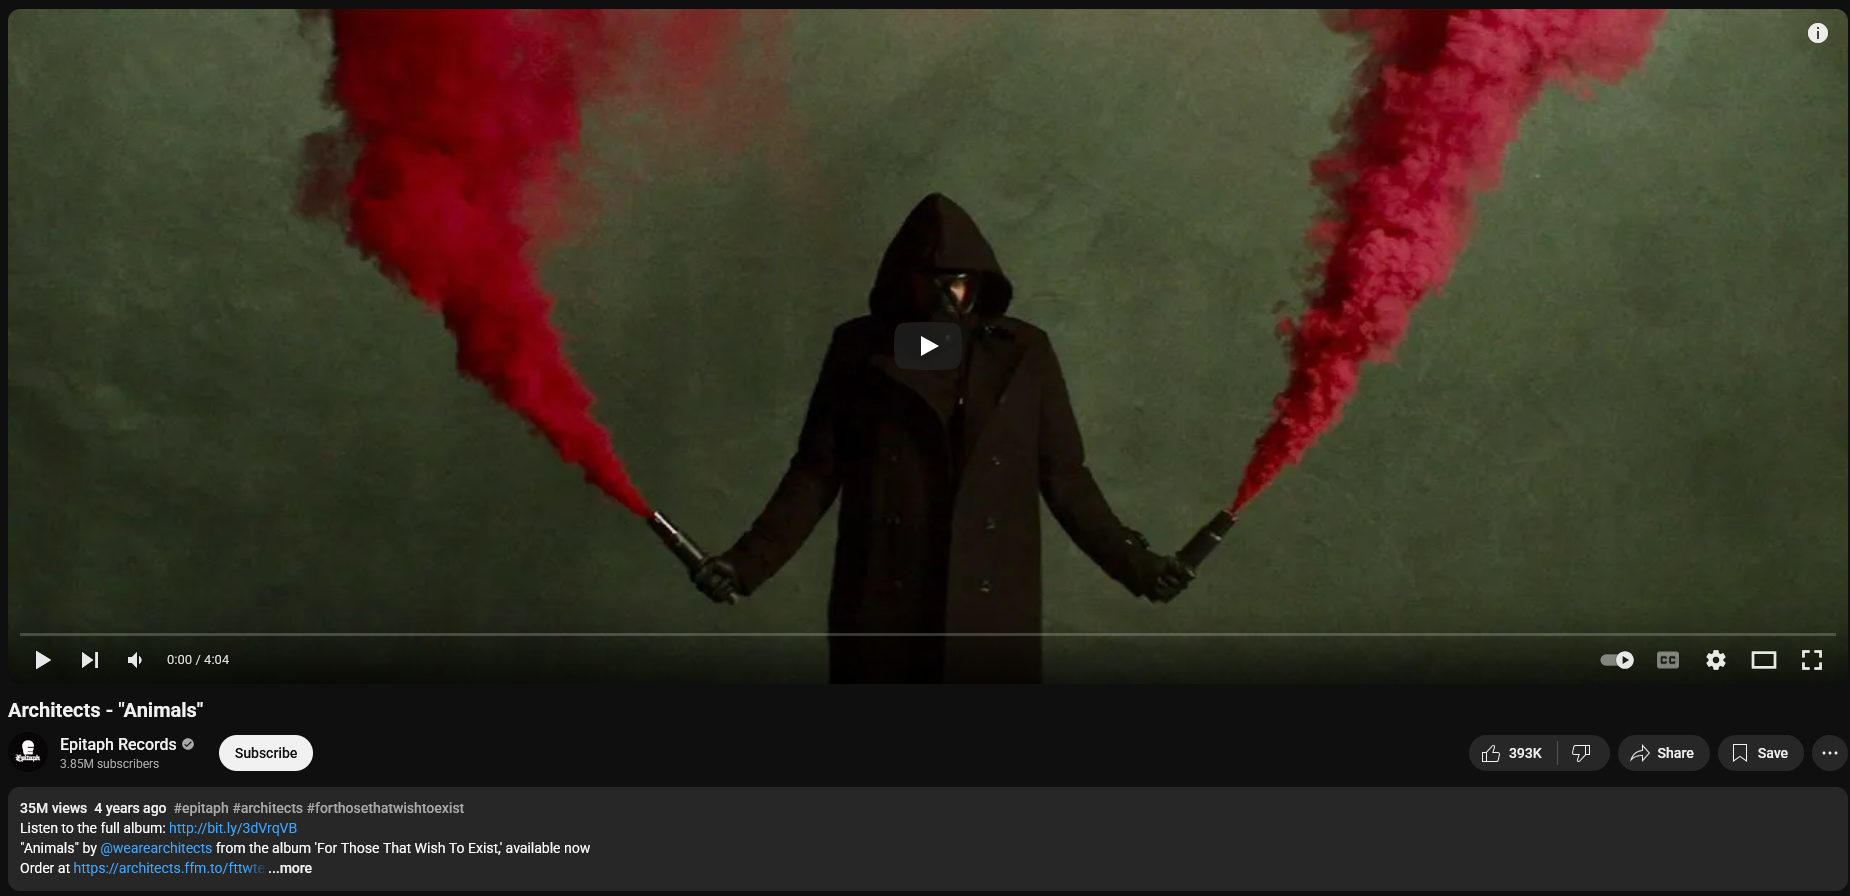 0:00 / 4:04
CC
Architects - "Animals"
Epitaph
Epitaph Records
3.85M subscribers
Subscribe
393K
Share
Save
35M views 4 years ago #epitaph #architects #forthosethatwishtoexist
Listen to the full album: http://bit.ly/3dVrqVB
"Animals" by @wearearchitects from the album 'For Those That Wish To Exist,' available now
Order at https://architects.ffm.to/fttwte ...more